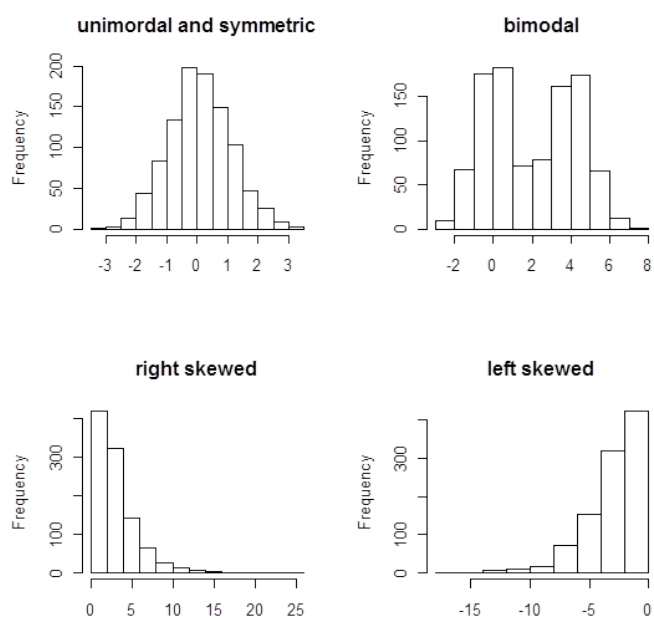 unimordal and symmetric
Frequency
200
150
100
50
0
-3 -2 -1 0 1 2 3
bimodal
Frequency
150
100
50
0
-2 0 2 4 6 8
right skewed
Frequency
300
100
0
0 5 10 15 20 25
left skewed
Frequency
300
100
0
-15 -10 -5 0